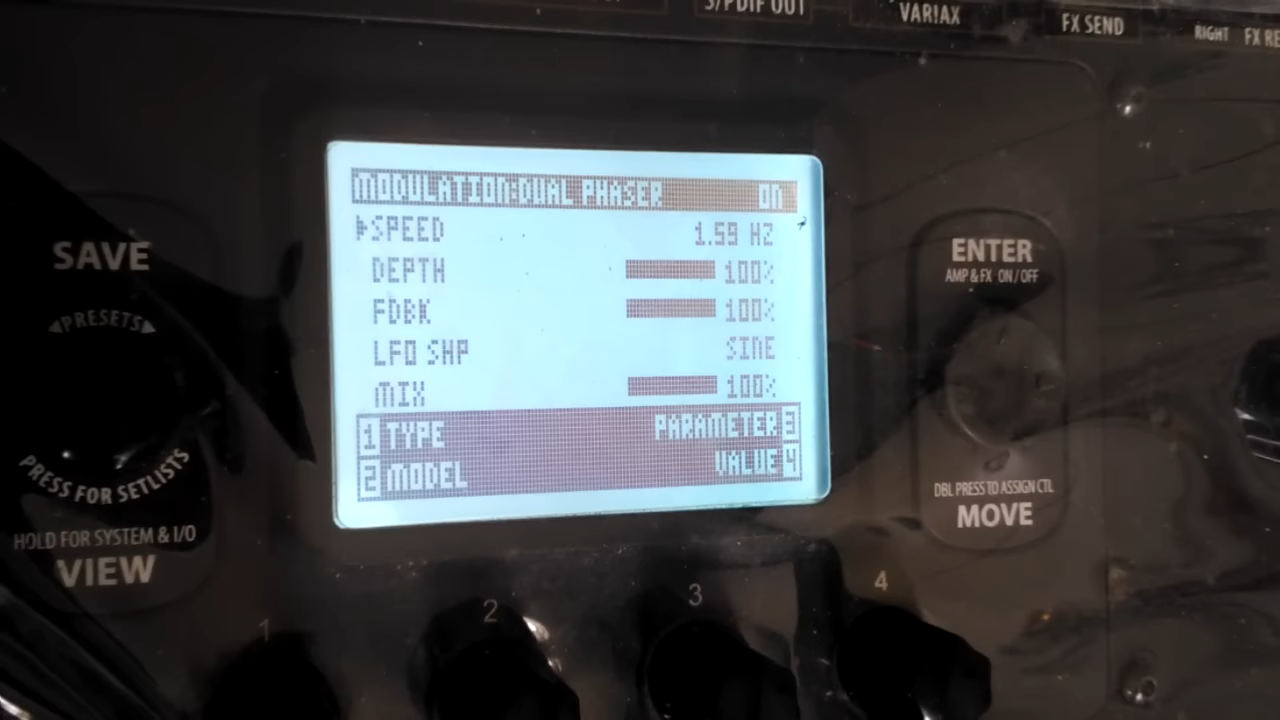 S/PDIF OUT
VARIAX
FX SEND
RIGHT FX RE
MODULATION:DUAL PHASER ON
SPEED 1.59 HZ
DEPTH 100%
FDBK 100%
LFO SHP SINE
MIX 100%
1 TYPE PARAMETER 3
2 MODEL VALUE 4
SAVE
PRESETS
PRESS FOR SETLISTS
HOLD FOR SYSTEM & I/O
VIEW
ENTER
AMP & FX ON/OFF
DBL PRESS TO ASSIGN CTL
MOVE
1
2
3
4